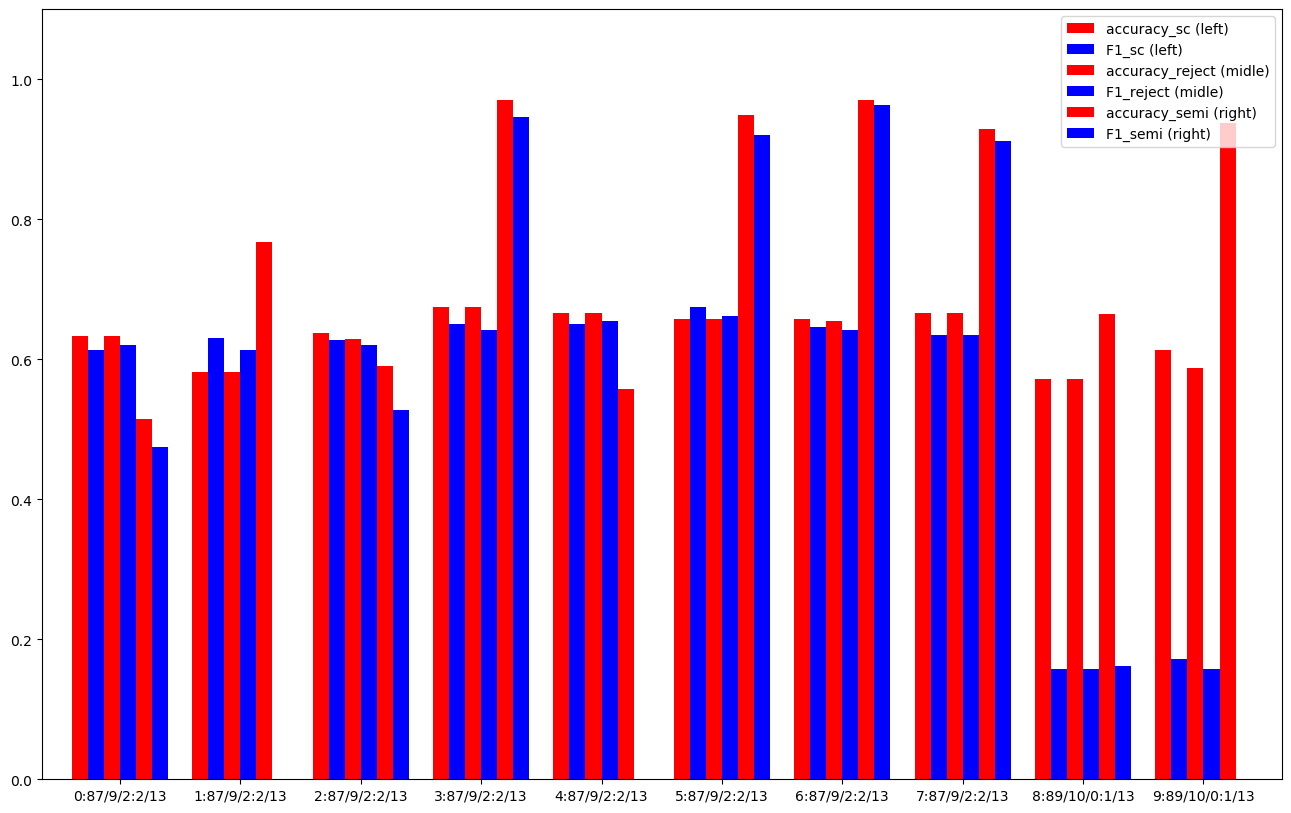 accuracy_sc (left)
F1_sc (left)
accuracy_reject (midle)
F1_reject (midle)
accuracy_semi (right)
F1_semi (right)
1.0
0.8
0.6
0.4
0.2
0.0
0:87/9/2:2/13 1:87/9/2:2/13 2:87/9/2:2/13 3:87/9/2:2/13 4:87/9/2:2/13 5:87/9/2:2/13 6:87/9/2:2/13 7:87/9/2:2/13 8:89/10/0:1/13 9:89/10/0:1/13